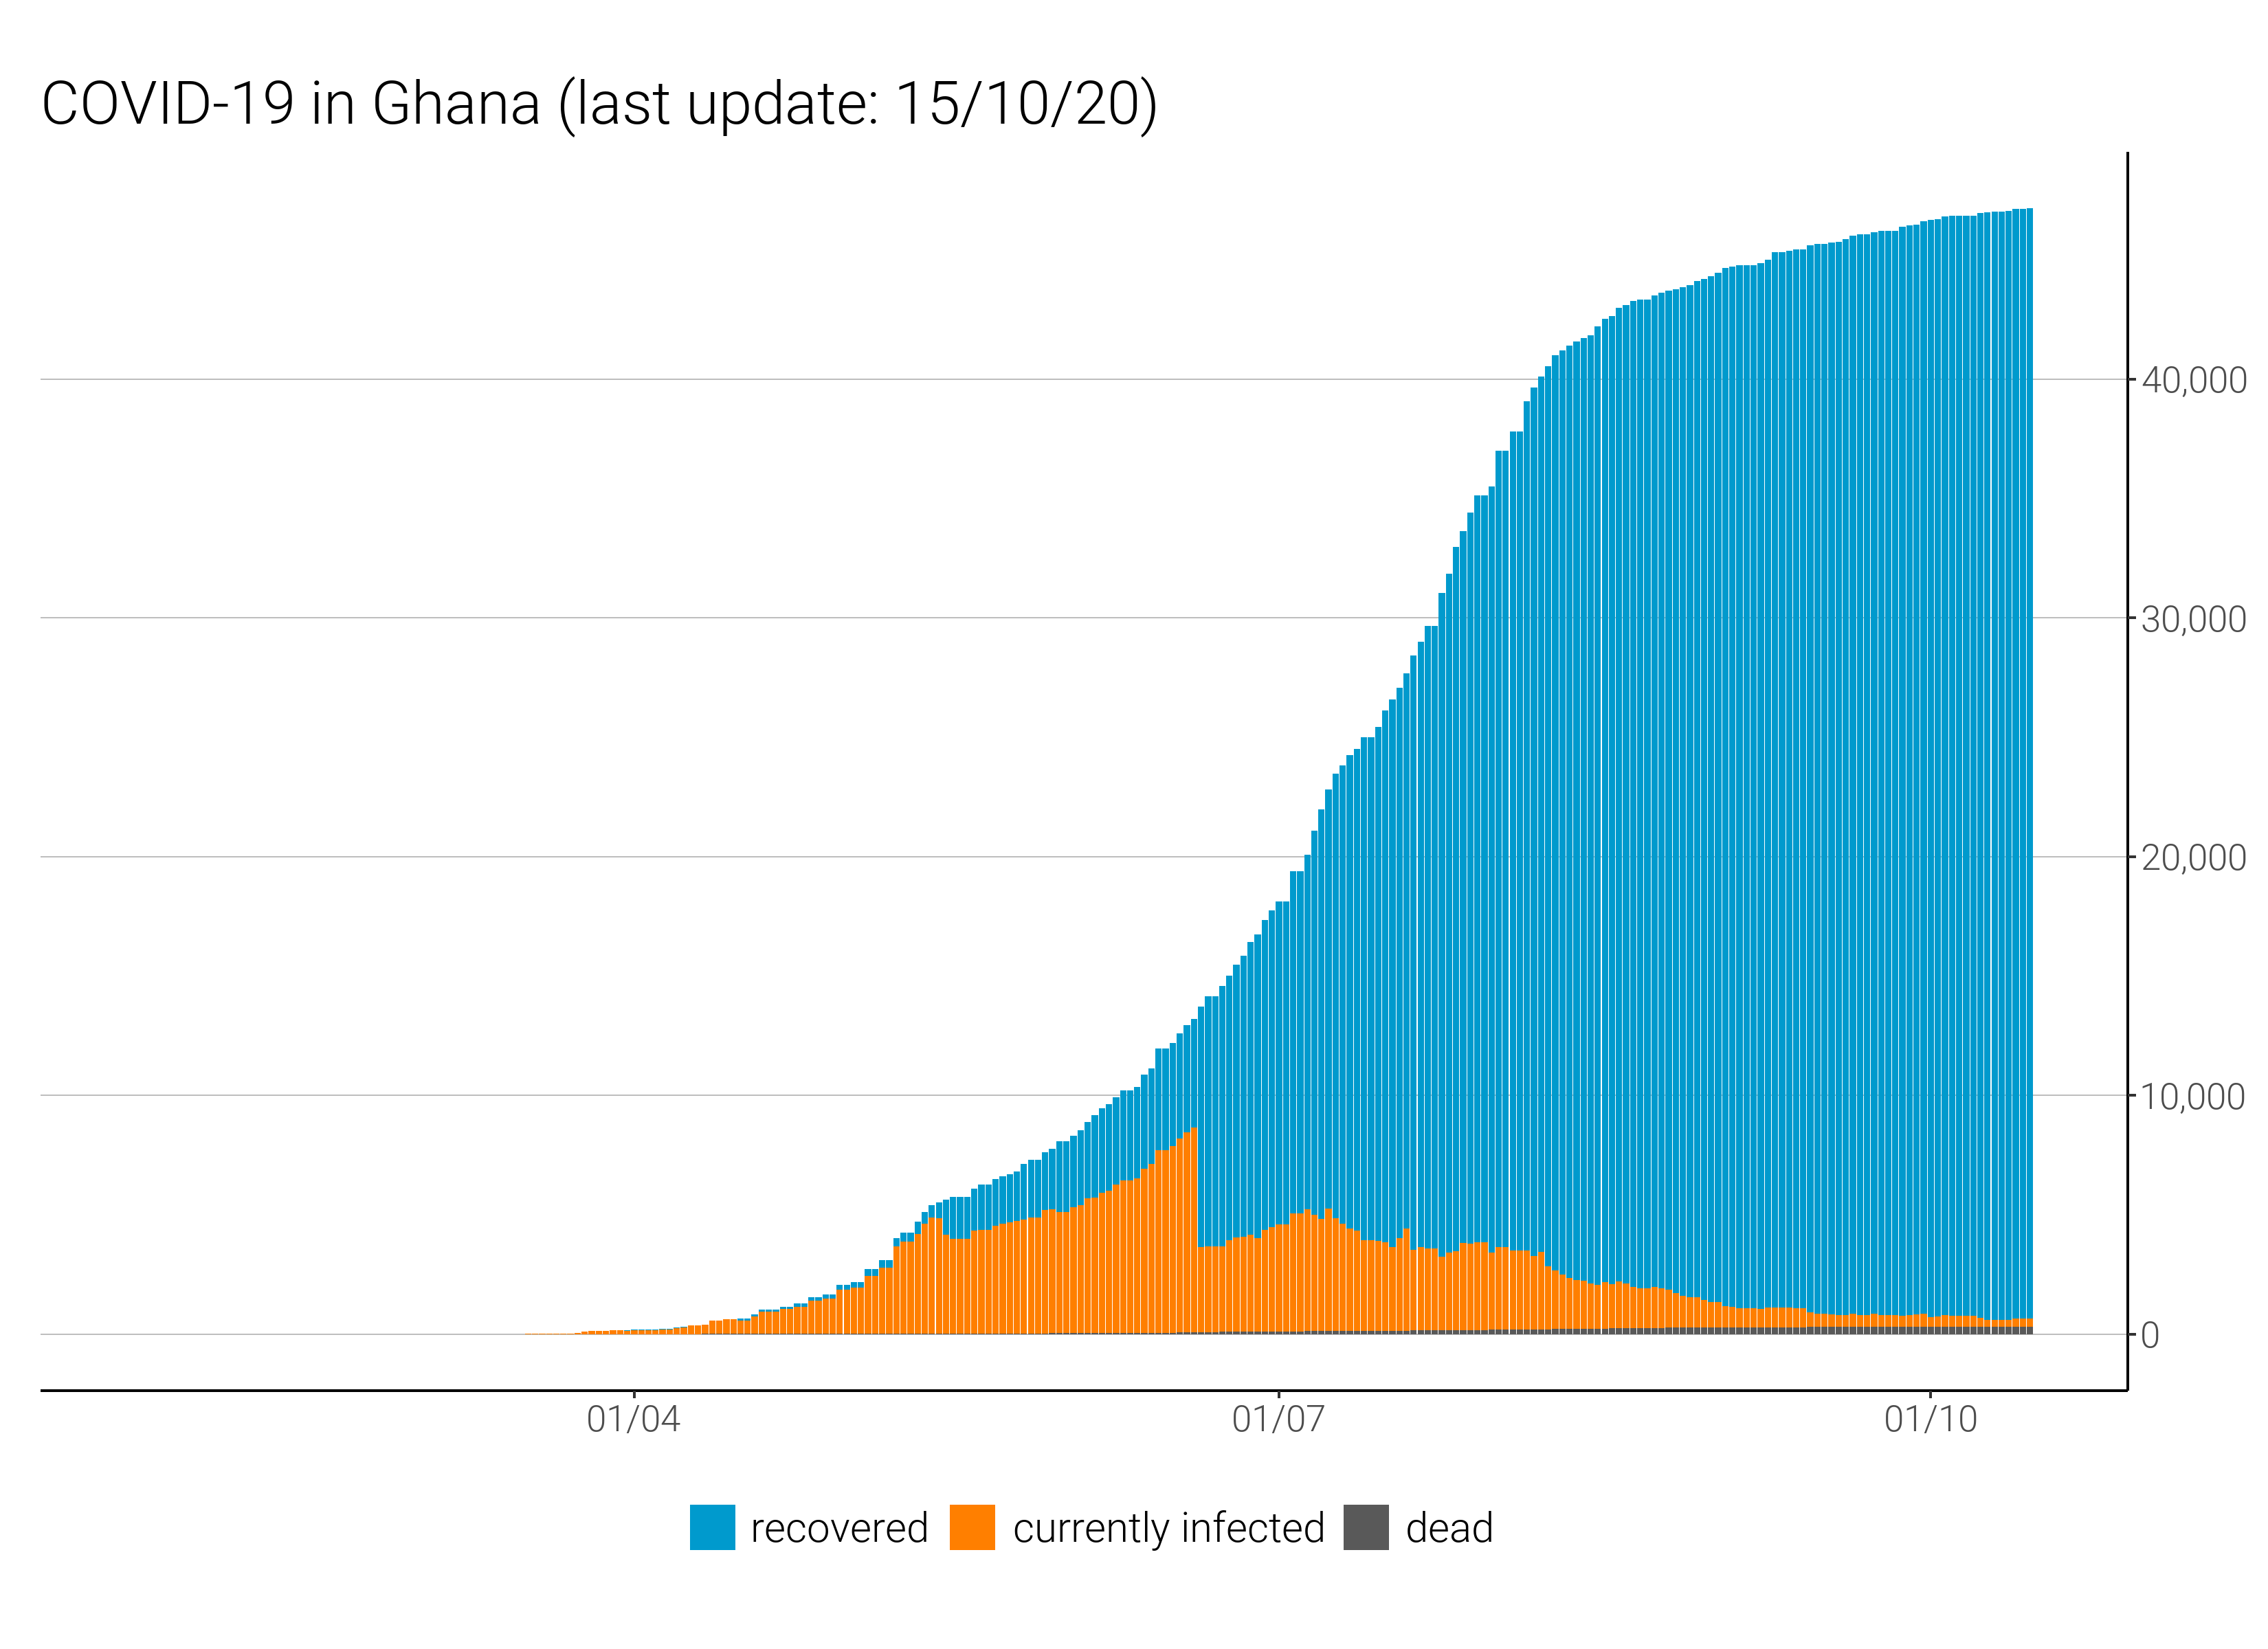 COVID-19 in Ghana (last update: 15/10/20)
40,000
30,000
20,000
10,000
0
01/04 01/07 01/10
recovered currently infected dead